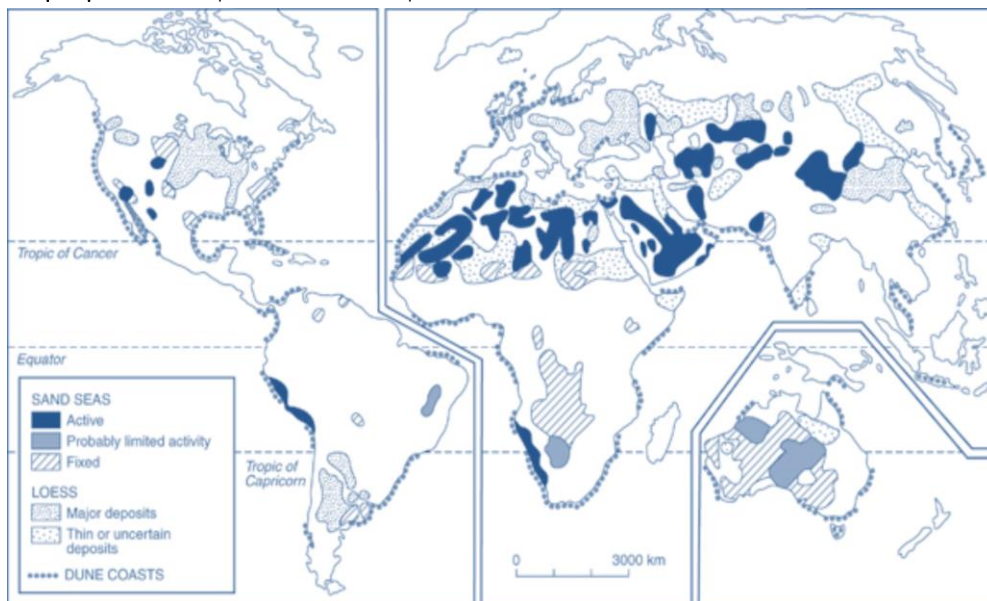 Tropic of Cancer
Equator
SAND SEAS
Active
Probably limited activity
Fixed
LOESS
Major deposits
Thin or uncertain
deposits
DUNE COASTS
Tropic of
Capricorn
0
3000 km